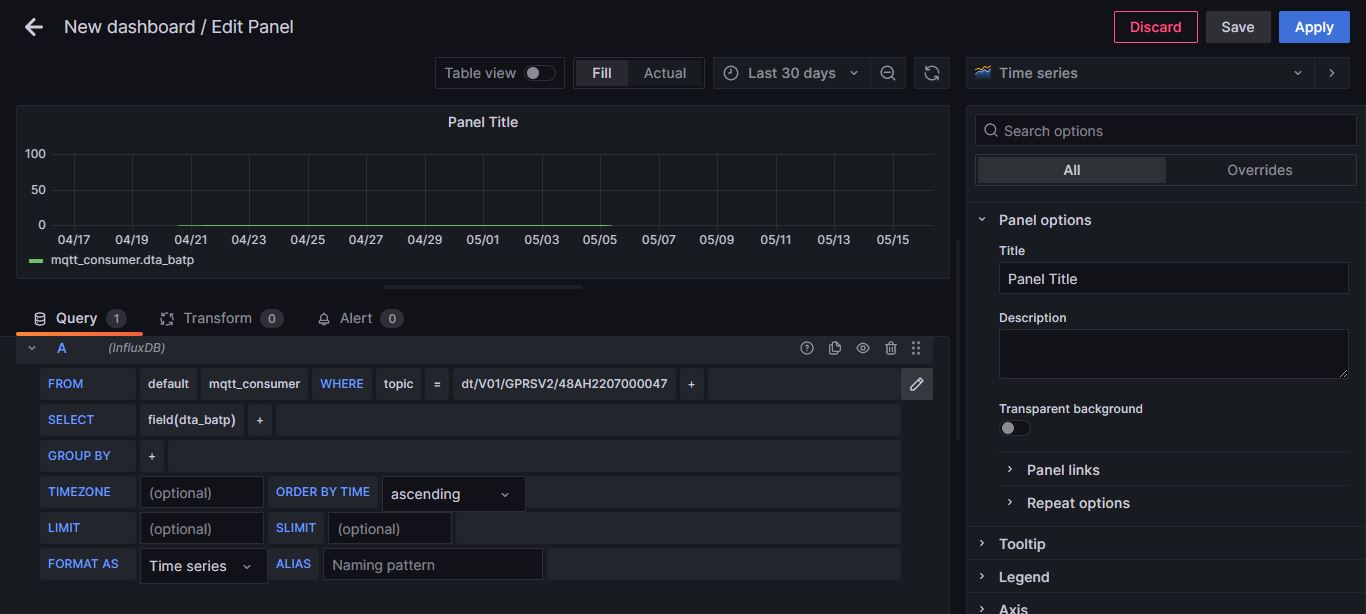 New dashboard / Edit Panel
Discard
Save
Apply
Table view
Fill
Actual
Last 30 days
Time series
Panel Title
100
50
0
04/17 04/19 04/21 04/23 04/25 04/27 04/29 05/01 05/03 05/05 05/07 05/09 05/11 05/13 05/15
mqtt_consumer.dta_batp
Query 1
Transform 0
Alert 0
A (InfluxDB)
FROM default mqtt_consumer WHERE topic = dt/V01/GPRSV2/48AH2207000047 +
SELECT field(dta_batp) +
GROUP BY +
TIMEZONE (optional) ORDER BY TIME ascending
LIMIT (optional) SLIMIT (optional)
FORMAT AS Time series ALIAS Naming pattern
Search options
All
Overrides
Panel options
Title
Panel Title
Description
Transparent background
Panel links
Repeat options
Tooltip
Legend
Axis